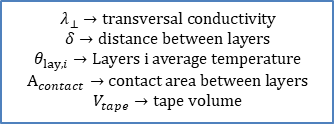 λ⊥ → transversal conductivity
δ → distance between layers
θlay,i → Layers i average temperature
Acontact → contact area between layers
Vtape → tape volume